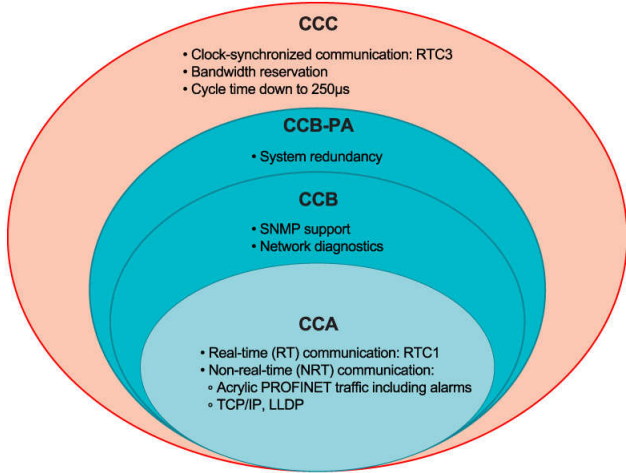 CCC
• Clock-synchronized communication: RTC3
• Bandwidth reservation
• Cycle time down to 250µs
CCB-PA
• System redundancy
CCB
• SNMP support
• Network diagnostics
CCA
• Real-time (RT) communication: RTC1
• Non-real-time (NRT) communication:
∘ Acrylic PROFINET traffic including alarms
∘ TCP/IP, LLDP